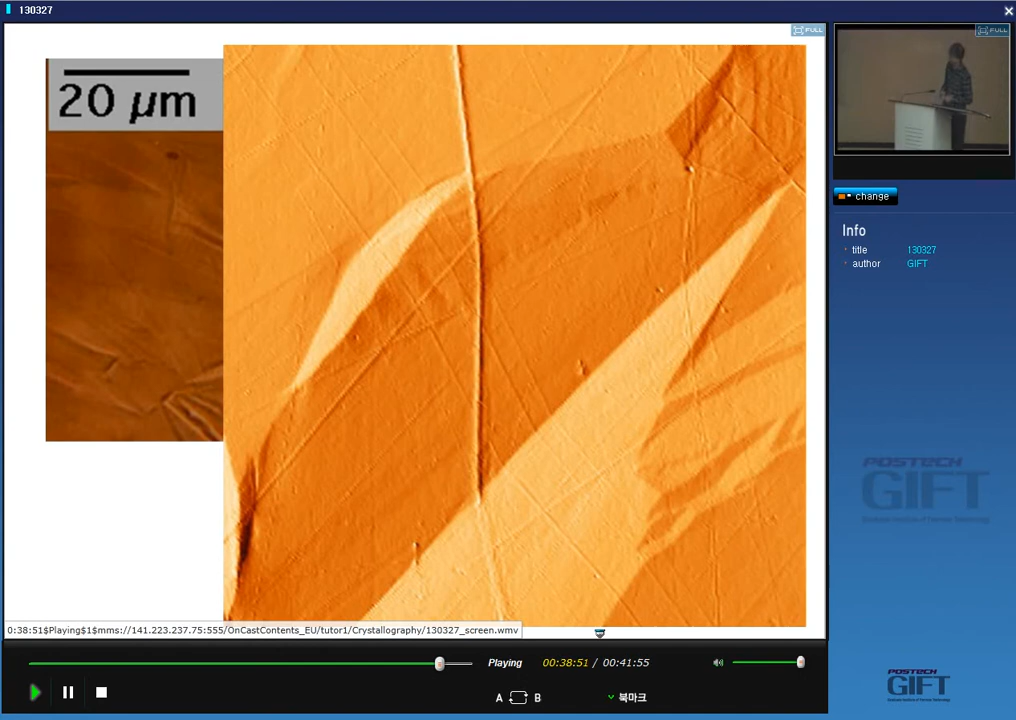 130327
FULL
FULL
20 µm
change
Info
title 130327
author GIFT
POSTECH
GIFT
0:38:51$Playing$1$mms://141.223.237.75:555/OnCastContents_EU/tutor1/Crystallography/130327_screen.wmv
Playing 00:38:51 / 00:41:55
A B 북마크
POSTECH
GIFT